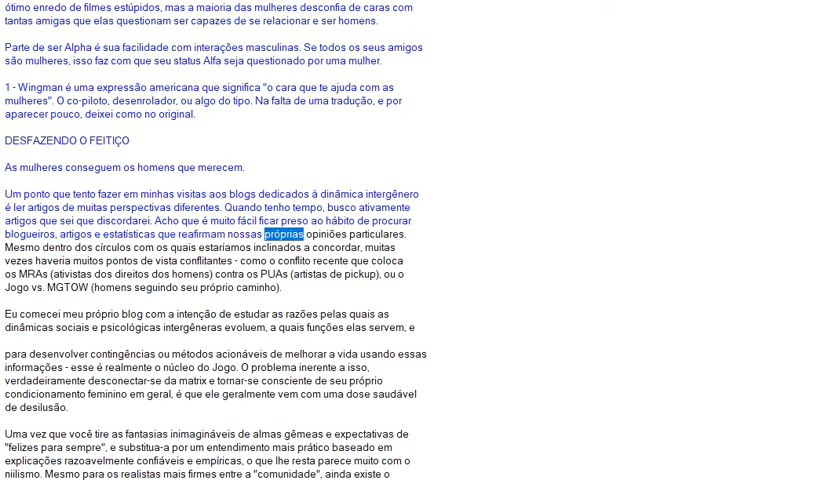 ótimo enredo de filmes estúpidos, mas a maioria das mulheres desconfia de caras com
tantas amigas que elas questionam ser capazes de se relacionar e ser homens.
Parte de ser Alpha é sua facilidade com interações masculinas. Se todos os seus amigos
são mulheres, isso faz com que seu status Alfa seja questionado por uma mulher.
1 - Wingman é uma expressão americana que significa "o cara que te ajuda com as
mulheres". O co-piloto, desenrolador, ou algo do tipo. Na falta de uma tradução, e por
aparecer pouco, deixei como no original.
DESFAZENDO O FEITIÇO
As mulheres conseguem os homens que merecem.
Um ponto que tento fazer em minhas visitas aos blogs dedicados à dinâmica intergênero
é ler artigos de muitas perspectivas diferentes. Quando tenho tempo, busco ativamente
artigos que sei que discordarei. Acho que é muito fácil ficar preso ao hábito de procurar
blogueiros, artigos e estatísticas que reafirmam nossas próprias opiniões particulares.
Mesmo dentro dos círculos com os quais estaríamos inclinados a concordar, muitas
vezes haveria muitos pontos de vista conflitantes - como o conflito recente que coloca
os MRAs (ativistas dos direitos dos homens) contra os PUAs (artistas de pickup), ou o
Jogo vs. MGTOW (homens seguindo seu próprio caminho).
Eu comecei meu próprio blog com a intenção de estudar as razões pelas quais as
dinâmicas sociais e psicológicas intergêneras evoluem, a quais funções elas servem, e
para desenvolver contingências ou métodos acionáveis de melhorar a vida usando essas
informações - esse é realmente o núcleo do Jogo. O problema inerente a isso,
verdadeiramente desconectar-se da matrix e tornar-se consciente de seu próprio
condicionamento feminino em geral, é que ele geralmente vem com uma dose saudável
de desilusão.
Uma vez que você tire as fantasias inimagináveis de almas gêmeas e expectativas de
"felizes para sempre", e substitua-a por um entendimento mais prático baseado em
explicações razoavelmente confiáveis e empíricas, o que lhe resta parece muito com o
niilismo. Mesmo para os realistas mais firmes entre a "comunidade", ainda existe o